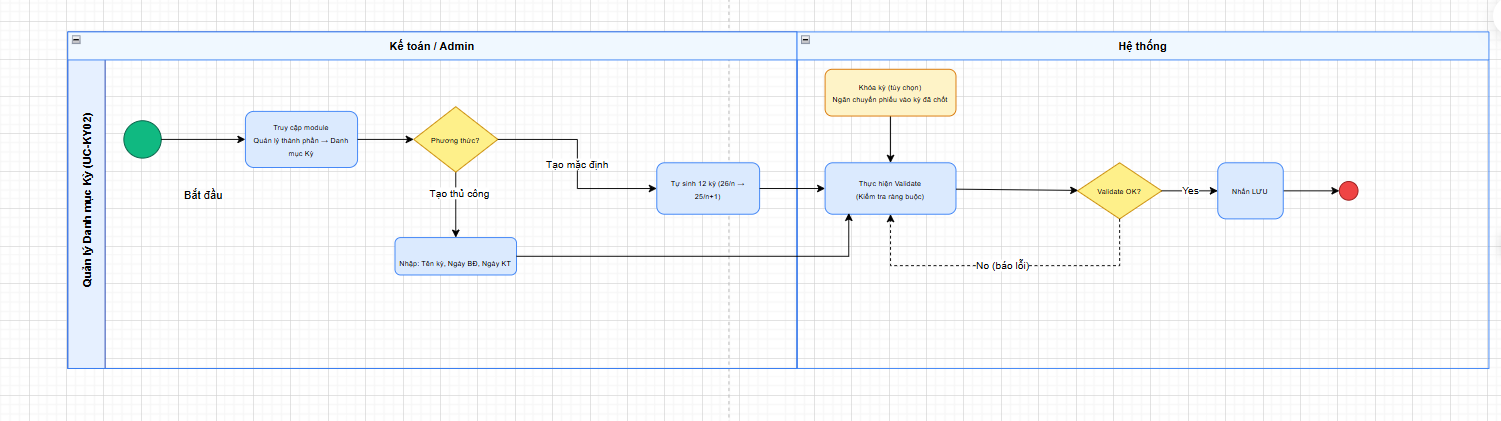 Kế toán / Admin
Hệ thống
Quản lý Danh mục Kỳ (UC-KY02)
Bắt đầu
Truy cập module
Quản lý thành phần → Danh
mục Kỳ
Phương thức?
Tạo mặc định
Tạo thủ công
Tự sinh 12 kỳ (26/n →
25/n+1)
Nhập: Tên kỳ, Ngày BĐ, Ngày KT
Khóa kỳ (tùy chọn)
Ngăn chuyển phiếu vào kỳ đã chốt
Thực hiện Validate
(Kiểm tra ràng buộc)
Validate OK?
Yes
No (báo lỗi)
Nhấn LƯU